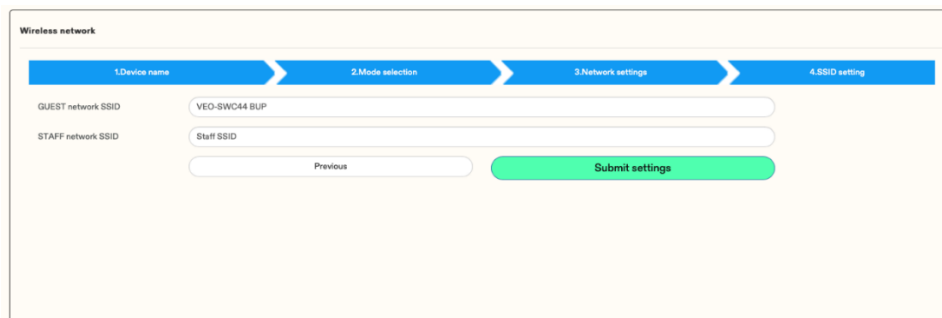 Wireless network
1.Device name 2.Mode selection 3.Network settings 4.SSID setting
GUEST network SSID VEO-SWC44 BUP
STAFF network SSID Staff SSID
Previous Submit settings